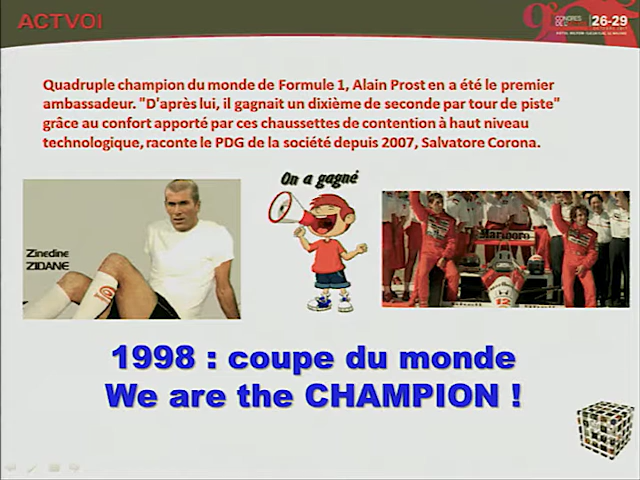 ACTVOI
9e CONGRES
26-29
Quadruple champion du monde de Formule 1, Alain Prost en a été le premier
ambassadeur. "D'après lui, il gagnait un dixième de seconde par tour de piste"
grâce au confort apporté par ces chaussettes de contention à haut niveau
technologique, raconte le PDG de la société depuis 2007, Salvatore Corona.
On a gagné
Zinedine
ZIDANE
Marlboro
12
1998 : coupe du monde
We are the CHAMPION !